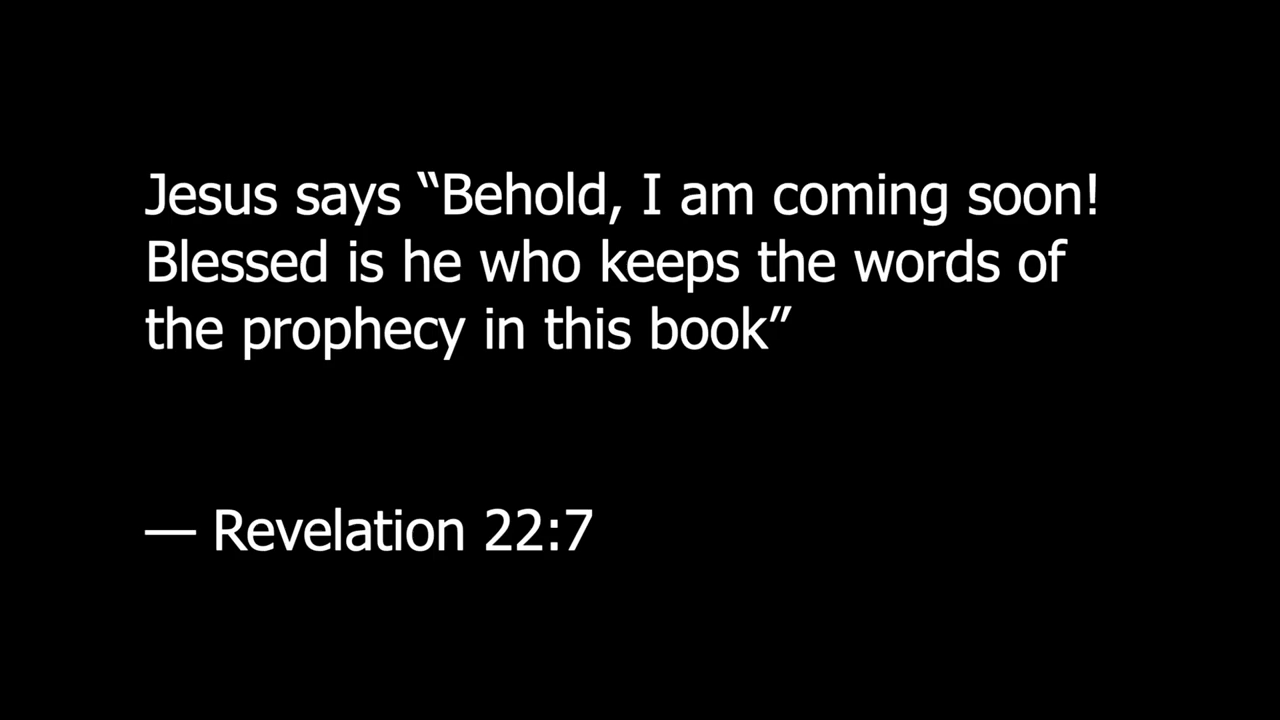 Jesus says “Behold, I am coming soon!
Blessed is he who keeps the words of
the prophecy in this book”
— Revelation 22:7